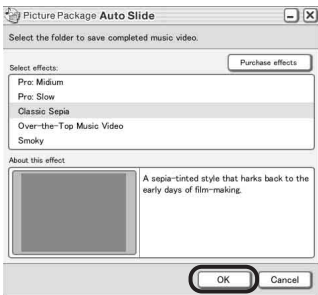 Picture Package Auto Slide
Select the folder to save completed music video.
Purchase effects
Select effects:
Pro: Midium
Pro: Slow
Classic Sepia
Over-the-Top Music Video
Smoky
About this effect
A sepia-tinted style that harks back to the
early days of film-making.
OK
Cancel